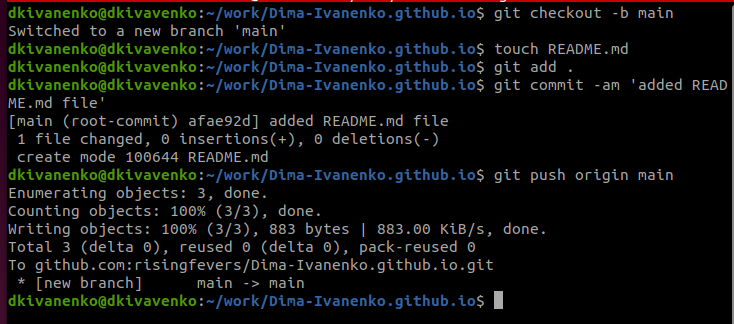 dkivanenko@dkivavenko:~/work/Dima-Ivanenko.github.io$ git checkout -b main
Switched to a new branch 'main'
dkivanenko@dkivavenko:~/work/Dima-Ivanenko.github.io$ touch README.md
dkivanenko@dkivavenko:~/work/Dima-Ivanenko.github.io$ git add .
dkivanenko@dkivavenko:~/work/Dima-Ivanenko.github.io$ git commit -am 'added READ
ME.md file'
[main (root-commit) afae92d] added README.md file
 1 file changed, 0 insertions(+), 0 deletions(-)
 create mode 100644 README.md
dkivanenko@dkivavenko:~/work/Dima-Ivanenko.github.io$ git push origin main
Enumerating objects: 3, done.
Counting objects: 100% (3/3), done.
Writing objects: 100% (3/3), 883 bytes | 883.00 KiB/s, done.
Total 3 (delta 0), reused 0 (delta 0), pack-reused 0
To github.com:risingfevers/Dima-Ivanenko.github.io.git
 * [new branch]      main -> main
dkivanenko@dkivavenko:~/work/Dima-Ivanenko.github.io$